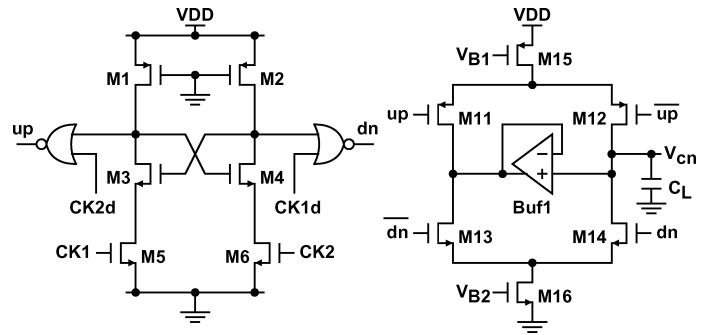 VDD
M1
M2
up
dn
M3
M4
CK2d
CK1d
CK1
M5
M6
CK2
VDD
VB1
M15
up
M11
M12
up
Vcn
CL
Buf1
dn
M13
M14
dn
VB2
M16